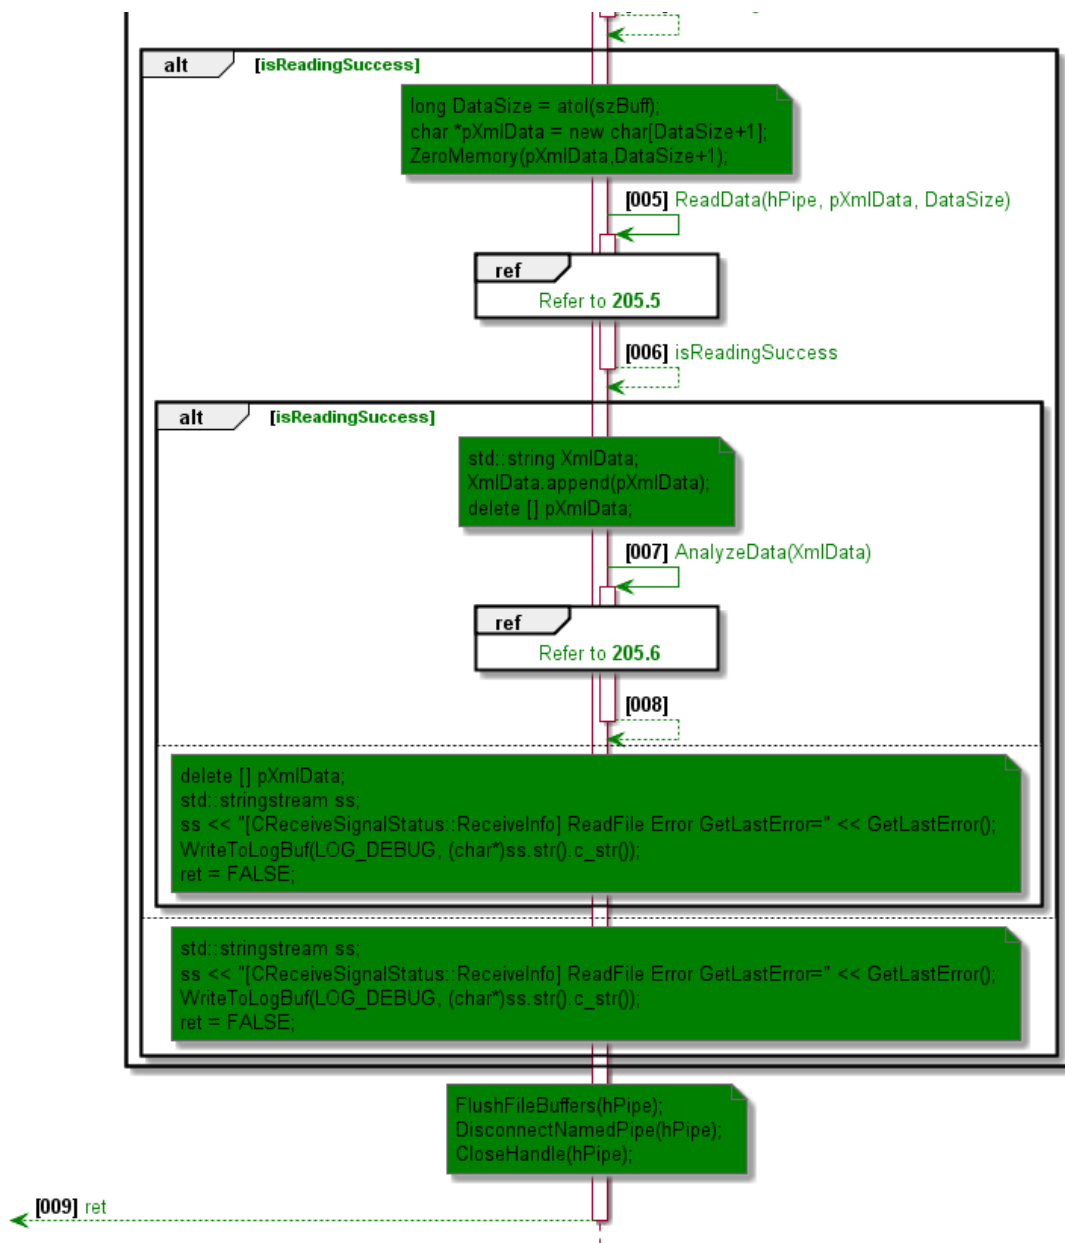 alt [isReadingSuccess]
long DataSize = atol(szBuff);
char *pXmlData = new char[DataSize+1];
ZeroMemory(pXmlData,DataSize+1);
[005] ReadData(hPipe, pXmlData, DataSize)
ref
Refer to 205.5
[006] isReadingSuccess
alt [isReadingSuccess]
std::string XmlData;
XmlData.append(pXmlData);
delete [] pXmlData;
[007] AnalyzeData(XmlData)
ref
Refer to 205.6
[008]
delete [] pXmlData;
std::stringstream ss;
ss << "[CReceiveSignalStatus::ReceiveInfo] ReadFile Error GetLastError=" << GetLastError();
WriteToLogBuf(LOG_DEBUG, (char*)ss.str().c_str());
ret = FALSE;
std::stringstream ss;
ss << "[CReceiveSignalStatus::ReceiveInfo] ReadFile Error GetLastError=" << GetLastError();
WriteToLogBuf(LOG_DEBUG, (char*)ss.str().c_str());
ret = FALSE;
FlushFileBuffers(hPipe);
DisconnectNamedPipe(hPipe);
CloseHandle(hPipe);
[009] ret